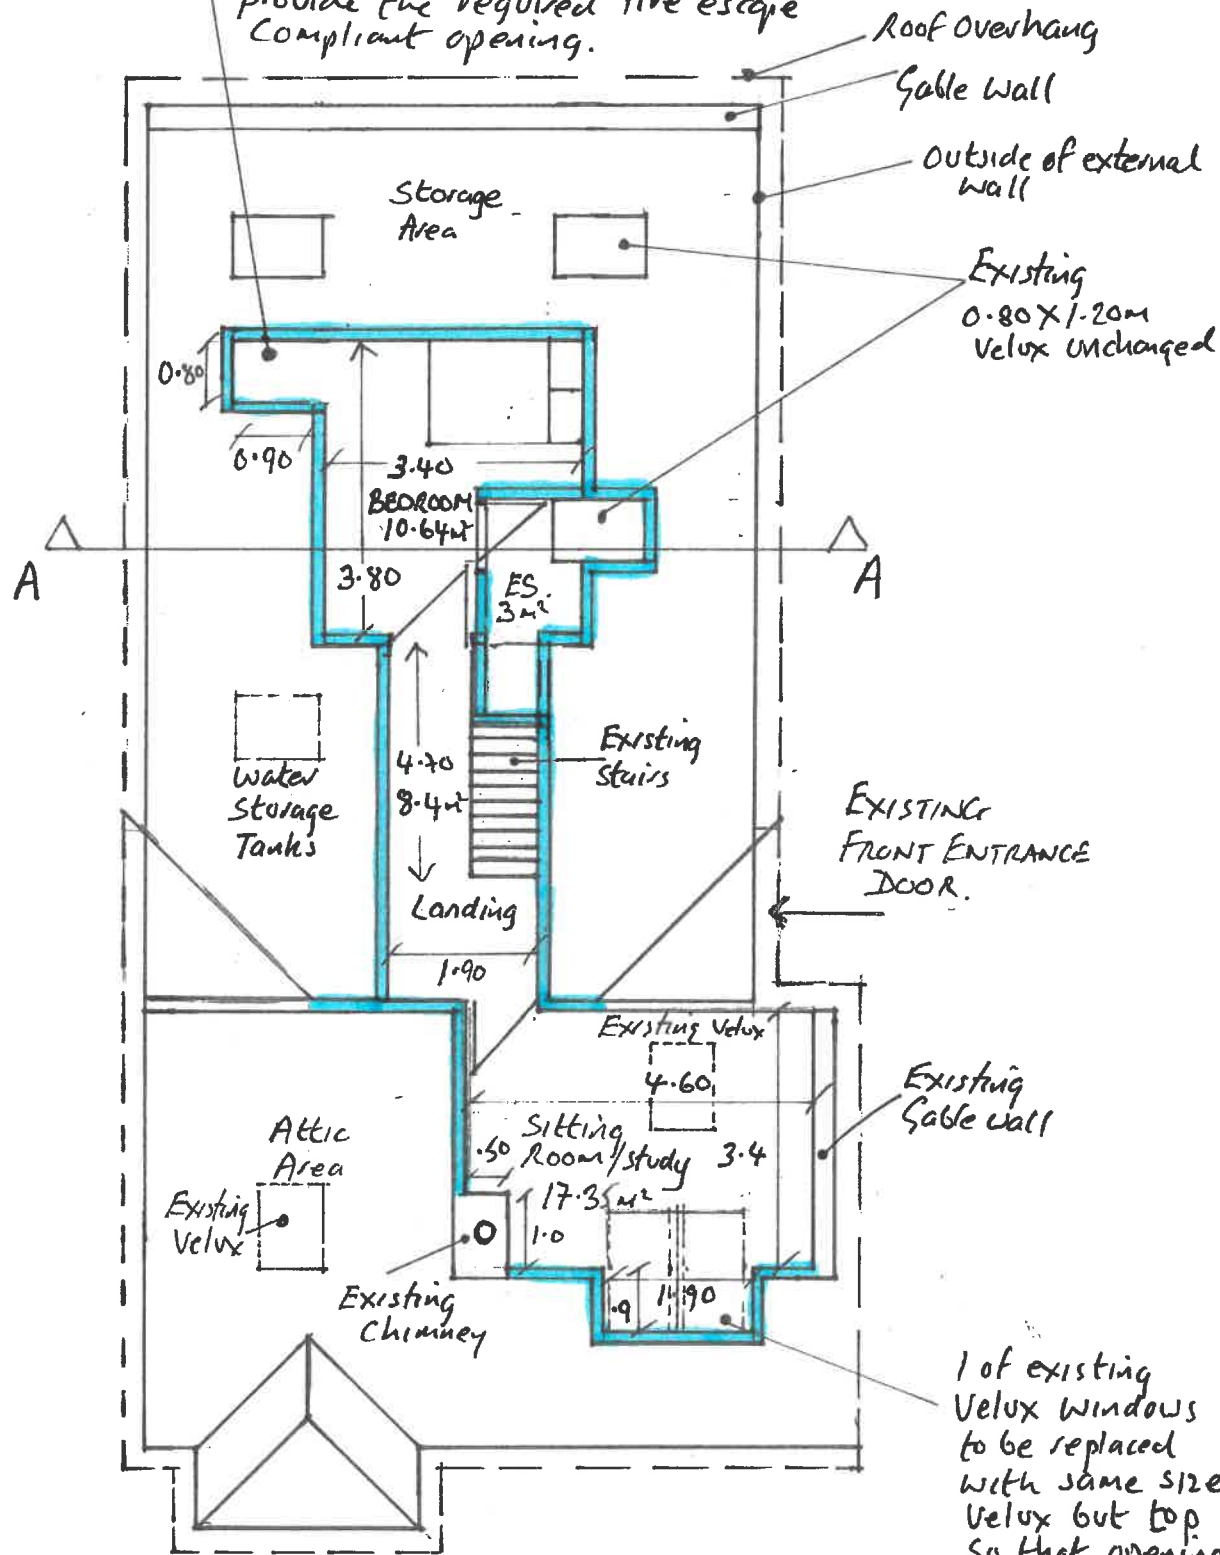 provide the required fire escape
Compliant opening.
Roof overhang
Gable wall
Outside of external
wall
Storage
Area
Existing
0.80 X 1.20m
Velux unchanged
0.80
0.90
3.40
BEDROOM
10.64m²
A
A
3.80
ES.
3m²
Existing
Stairs
4.70
8.4m²
Water
Storage
Tanks
EXISTING
FRONT ENTRANCE
DOOR.
Landing
1.90
Existing Velux
4.60
Existing
Gable wall
Attic
Area
Sitting
Room/study
.50
3.4
17.35m²
Existing
Velux
1.0
Existing
Chimney
.9
1.90
1 of existing
Velux windows
to be replaced
with same size
Velux but top
so that opening